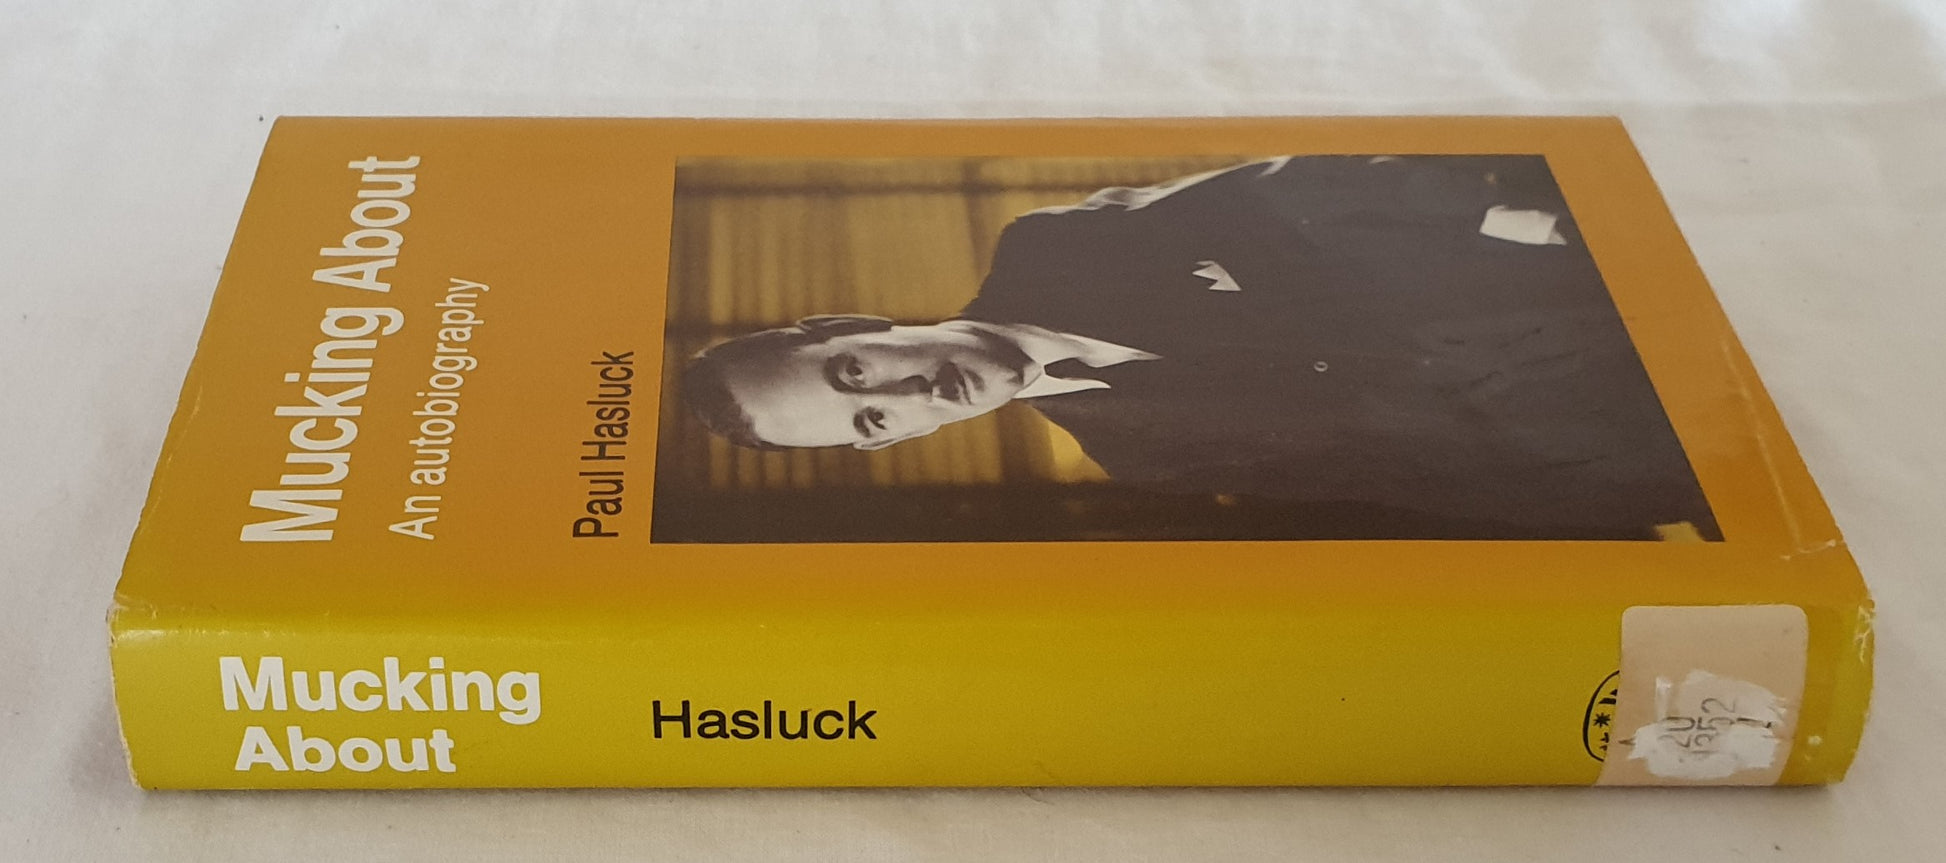 Mucking About
An autobiography
Paul Hasluck
Mucking
About
Hasluck